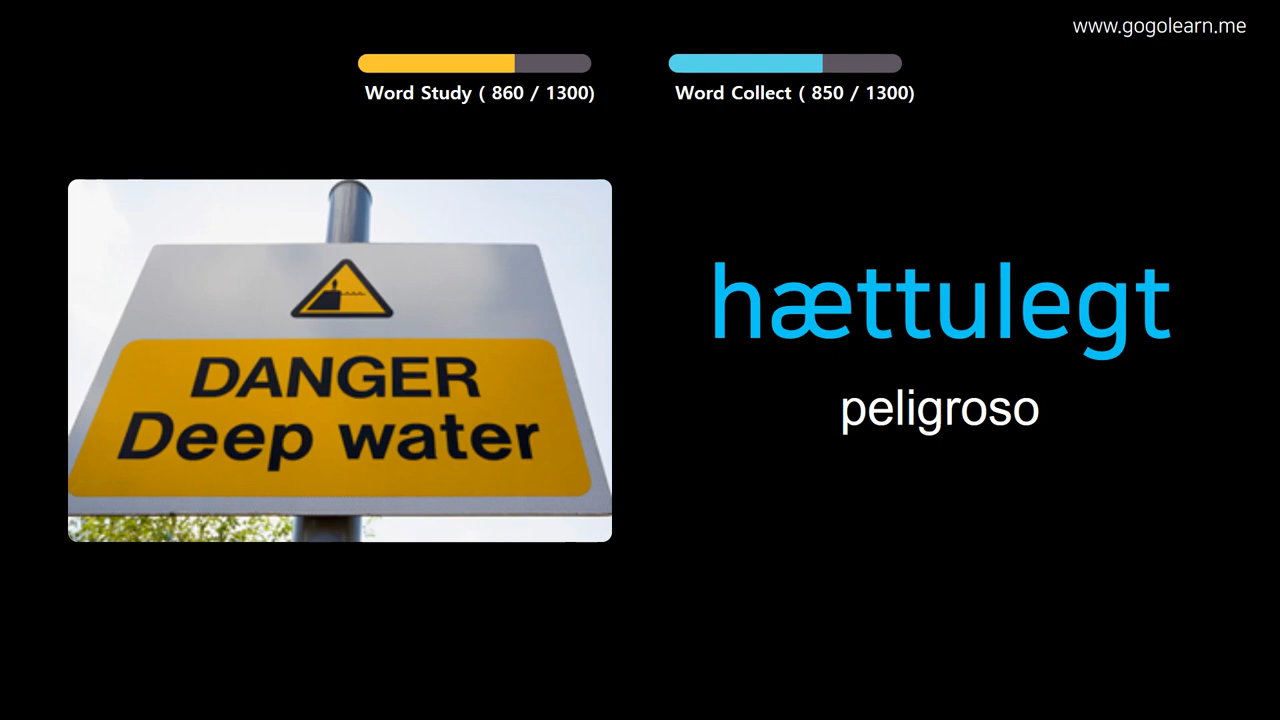 www.gogolearn.me
Word Study ( 860 / 1300)
Word Collect ( 850 / 1300)
DANGER
Deep water
hættulegt
peligroso